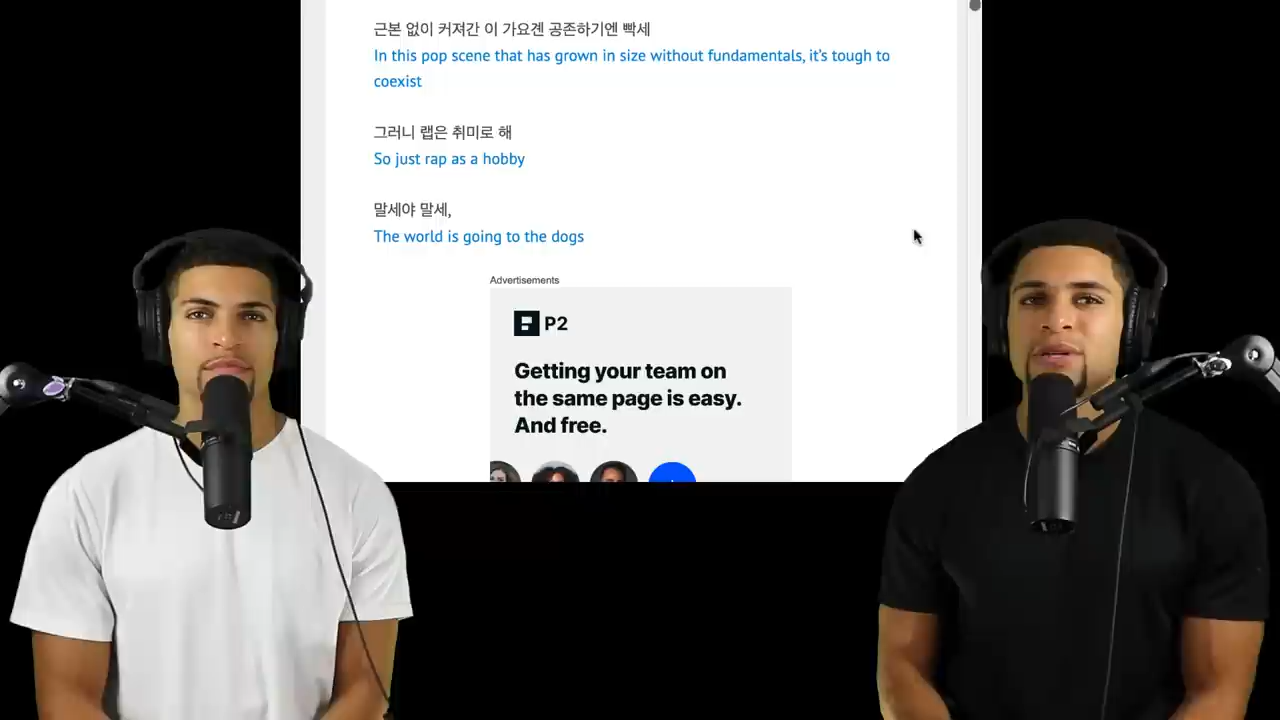 근본 없이 커져간 이 가요곈 공존하기엔 빡세
In this pop scene that has grown in size without fundamentals, it's tough to
coexist
그러니 랩은 취미로 해
So just rap as a hobby
말세야 말세,
The world is going to the dogs
Advertisements
P2
Getting your team on
the same page is easy.
And free.